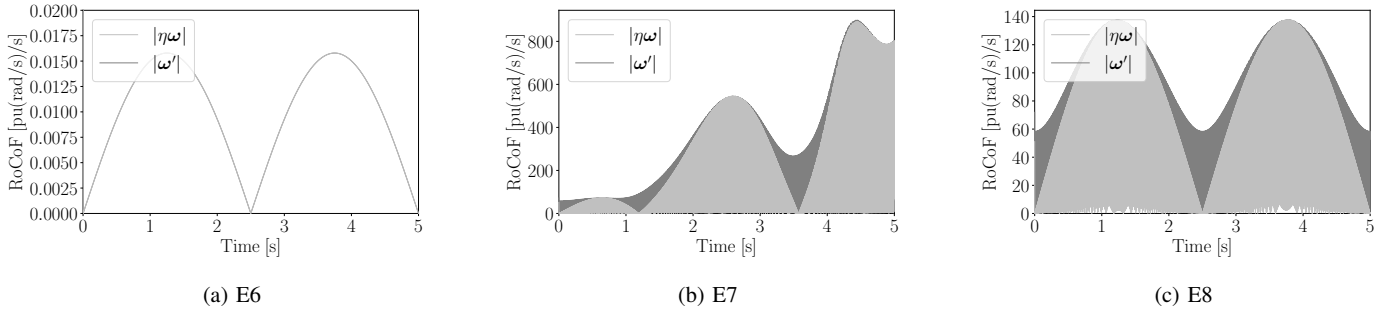 0.0200
0.0175
0.0150
0.0125
0.0100
0.0075
0.0050
0.0025
0.0000
RoCoF [pu(rad/s)/s]
|ηω|
|ω′|
0 1 2 3 4 5
Time [s]
(a) E6
800
600
400
200
0
RoCoF [pu(rad/s)/s]
|ηω|
|ω′|
0 1 2 3 4 5
Time [s]
(b) E7
140
120
100
80
60
40
20
0
RoCoF [pu(rad/s)/s]
|ηω|
|ω′|
0 1 2 3 4 5
Time [s]
(c) E8